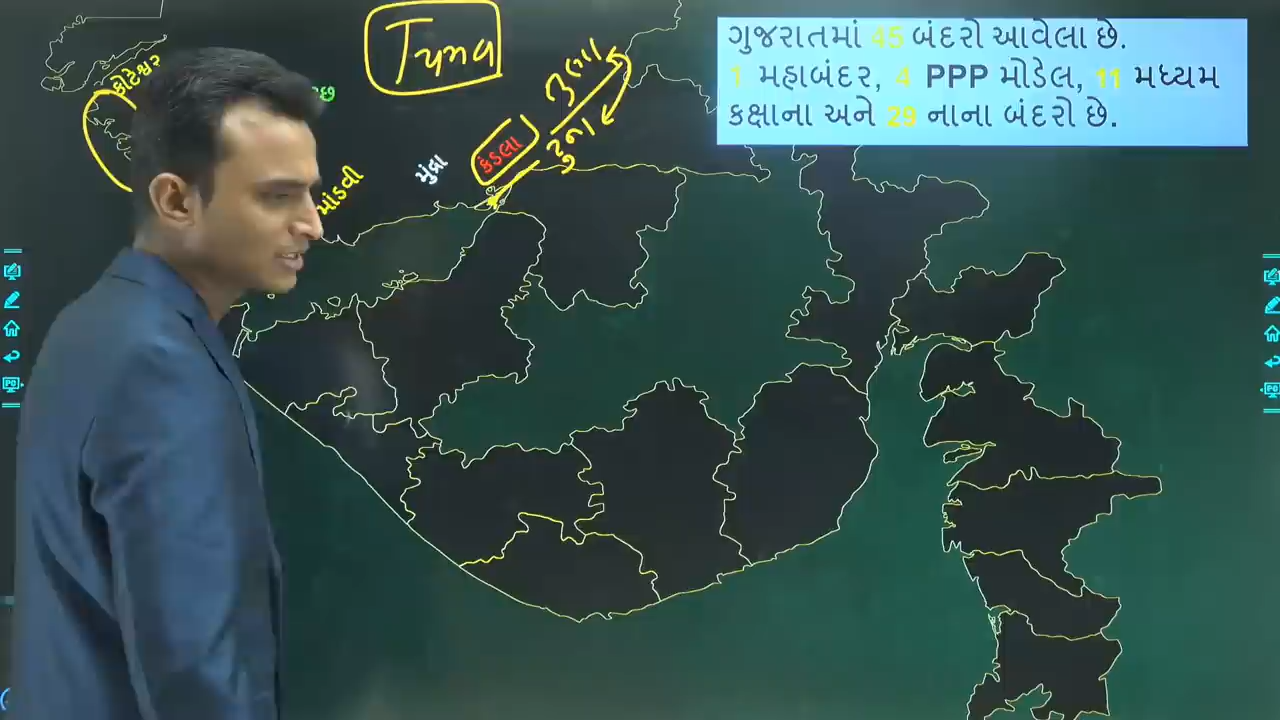 ગુજરાતમાં 45 બંદરો આવેલા છે.
1 મહાબંદર, 4 PPP મોડેલ, 11 મધ્યમ
કક્ષાના અને 29 નાના બંદરો છે.
કોટેશ્વર
માંડવી
મુંદ્રા
કંડલા
ટુના